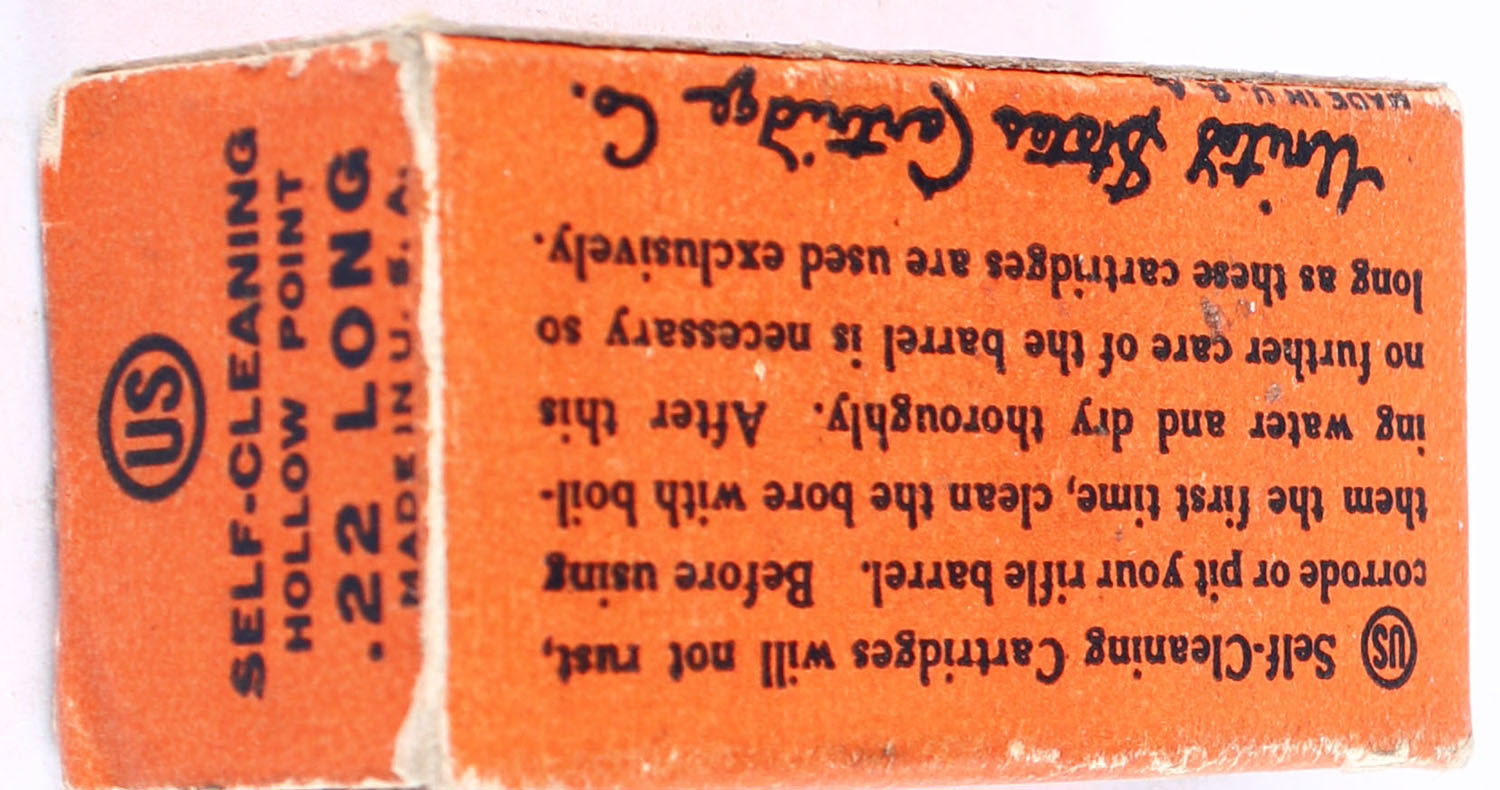 US
SELF-CLEANING
HOLLOW POINT
.22 LONG
MADE IN U. S. A.
US Self-Cleaning Cartridges will not rust,
corrode or pit your rifle barrel. Before using
them the first time, clean the bore with boil-
ing water and dry thoroughly. After this
no further care of the barrel is necessary so
long as these cartridges are used exclusively.
United States Cartridge Co.
MADE IN U. S. A.